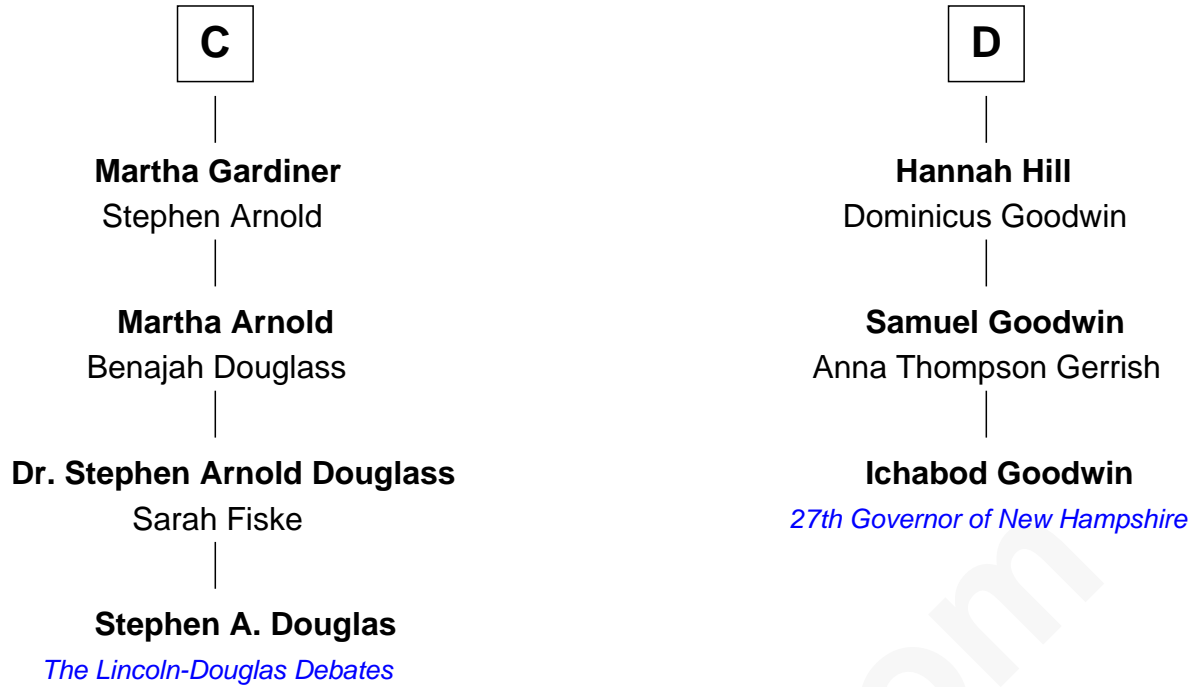 C
Martha Gardiner
Stephen Arnold
Martha Arnold
Benajah Douglass
Dr. Stephen Arnold Douglass
Sarah Fiske
Stephen A. Douglas
The Lincoln-Douglas Debates
D
Hannah Hill
Dominicus Goodwin
Samuel Goodwin
Anna Thompson Gerrish
Ichabod Goodwin
27th Governor of New Hampshire
om